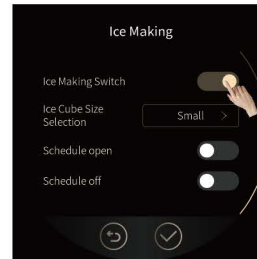 Ice Making
Ice Making Switch
Ice Cube Size
Selection
Small >
Schedule open
Schedule off